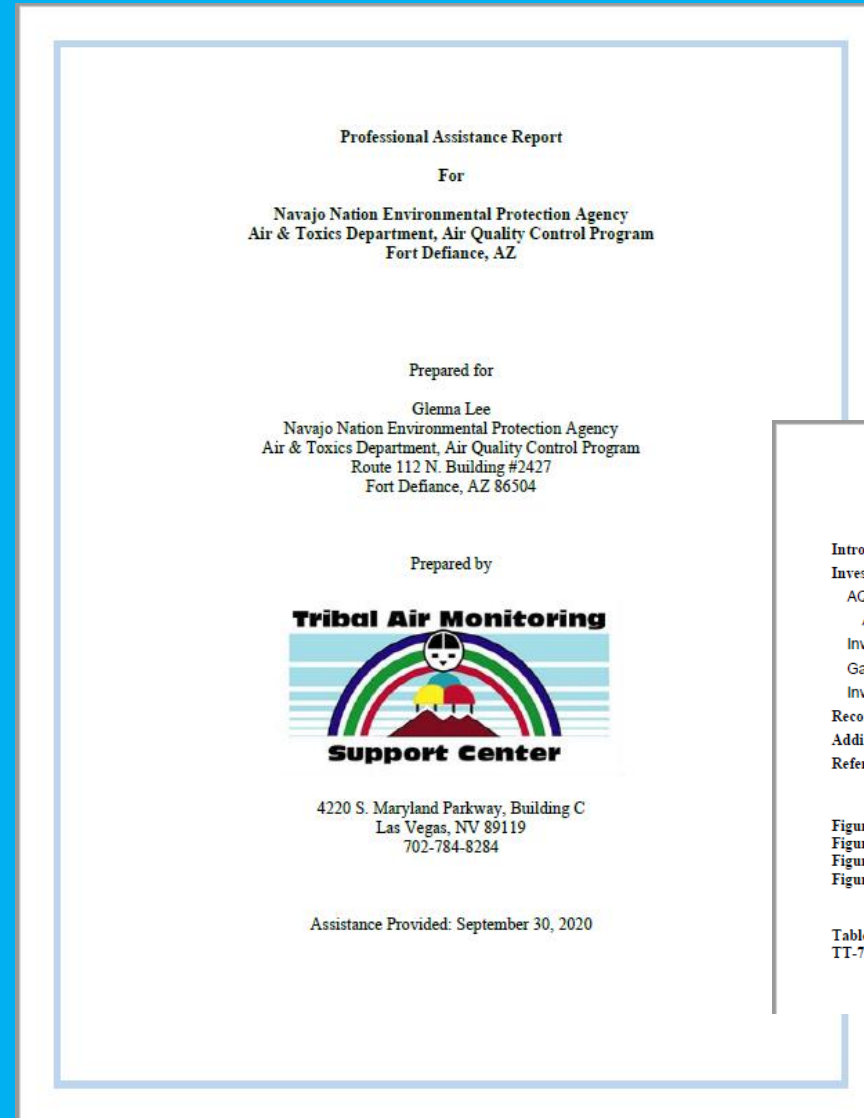 Professional Assistance Report
For
Navajo Nation Environmental Protection Agency
Air & Toxics Department, Air Quality Control Program
Fort Defiance, AZ
Prepared for
Glenna Lee
Navajo Nation Environmental Protection Agency
Air & Toxics Department, Air Quality Control Program
Route 112 N. Building #2427
Fort Defiance, AZ 86504
Prepared by
Tribal Air Monitoring
Support Center
4220 S. Maryland Parkway, Building C
Las Vegas, NV 89119
702-784-8284
Assistance Provided: September 30, 2020